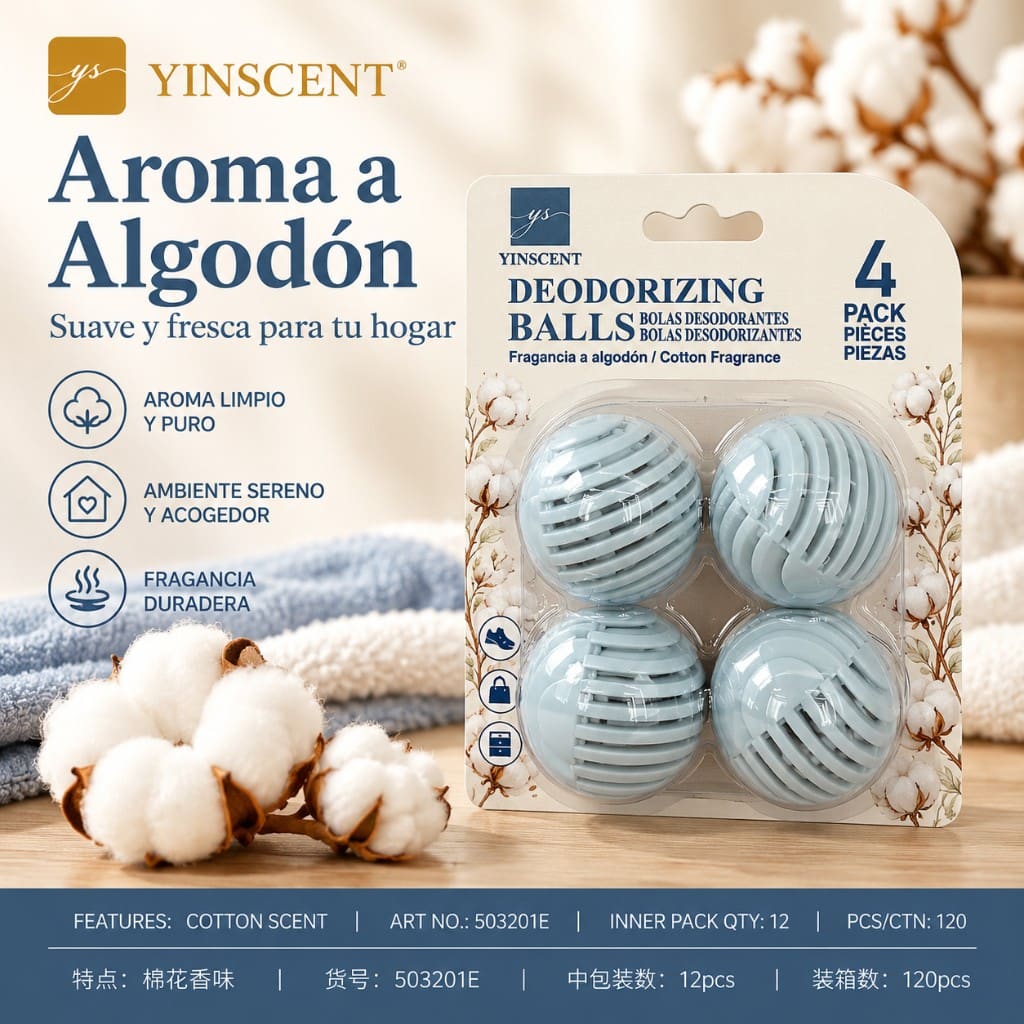 ys YINSCENT®
Aroma a
Algodón
Suave y fresca para tu hogar
AROMA LIMPIO
Y PURO
AMBIENTE SERENO
Y ACOGEDOR
FRAGANCIA
DURADERA
ys
YINSCENT
DEODORIZING
BALLS BOLAS DESODORANTES
BOLAS DESODORIZANTES
Fragancia a algodón / Cotton Fragrance
4
PACK
PIÈCES
PIEZAS
FEATURES: COTTON SCENT | ART NO.: 503201E | INNER PACK QTY: 12 | PCS/CTN: 120
特点：棉花香味 | 货号：503201E | 中包装数：12pcs | 装箱数：120pcs